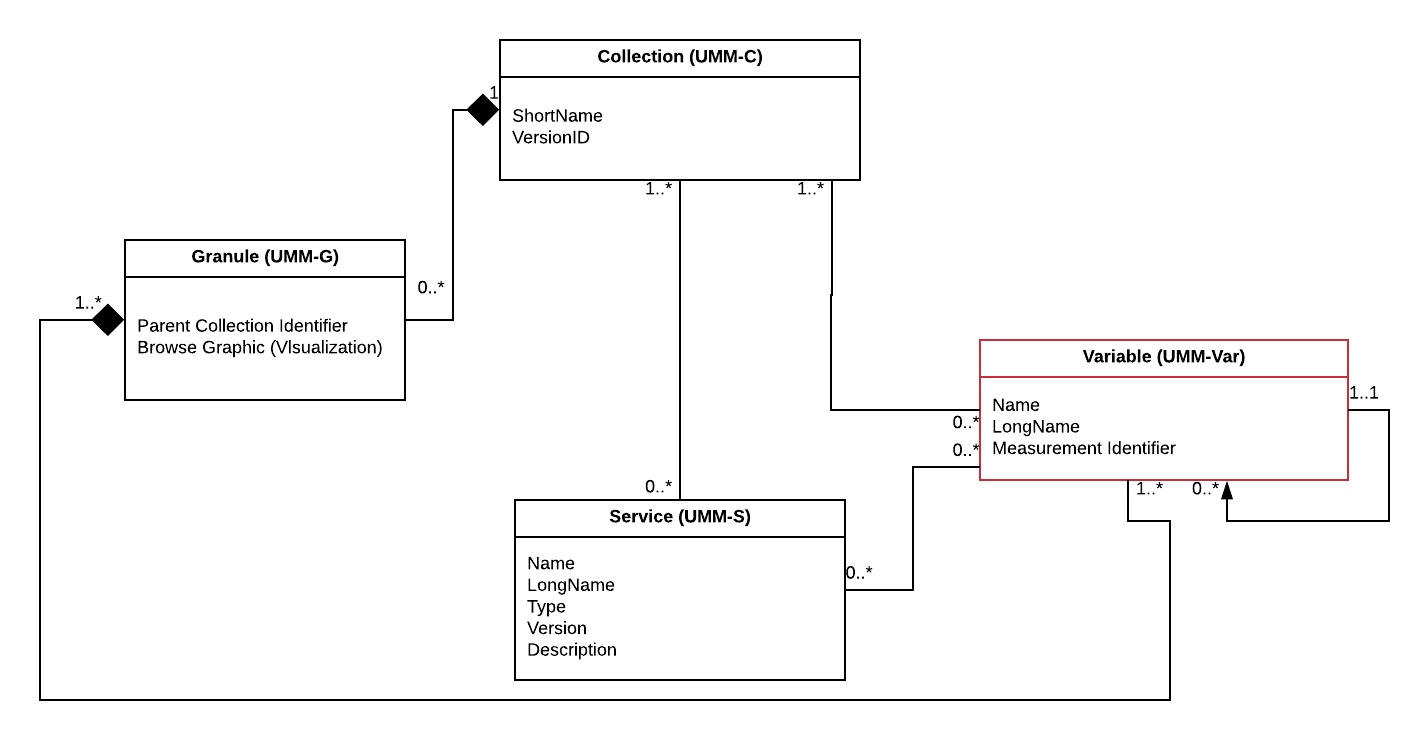 Collection (UMM-C)
1
ShortName
VersionID
1..*
1..*
Granule (UMM-G)
0..*
1..*
Parent Collection Identifier
Browse Graphic (VIsualization)
Variable (UMM-Var)
1..1
Name
LongName
Measurement Identifier
0..*
0..*
1..*
0..*
0..*
Service (UMM-S)
Name
LongName
Type
Version
Description
0..*